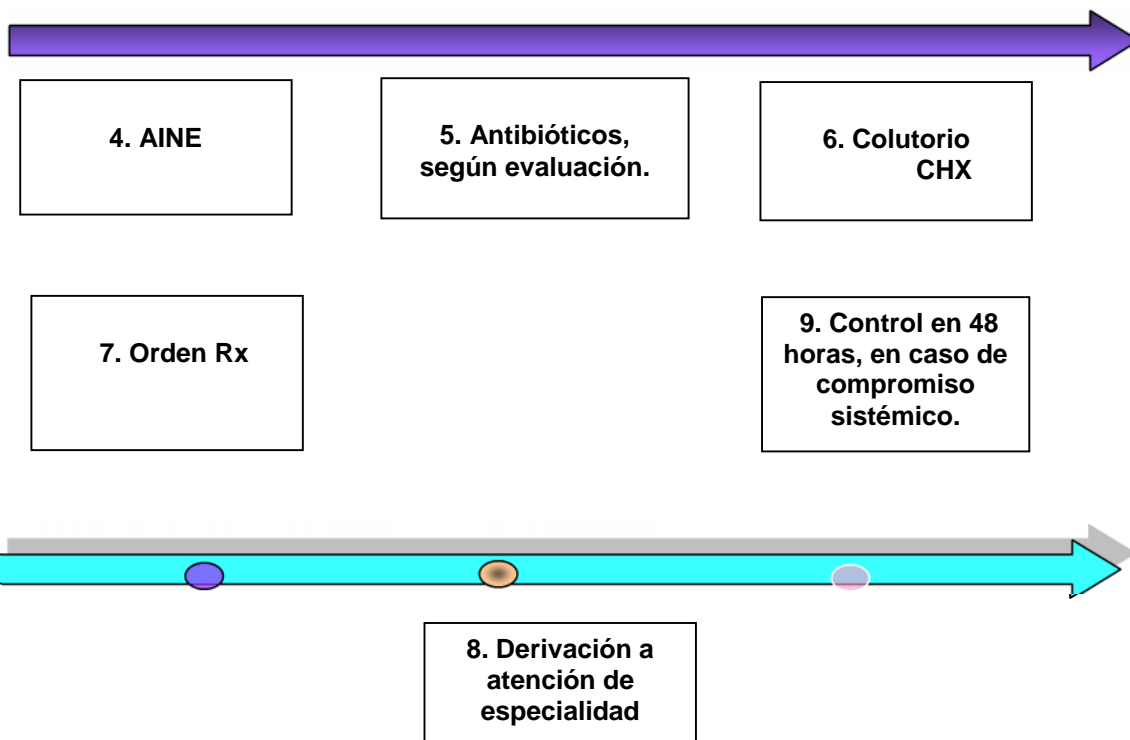 4. AINE
5. Antibióticos,
según evaluación.
6. Colutorio
CHX
7. Orden Rx
9. Control en 48
horas, en caso de
compromiso
sistémico.
8. Derivación a
atención de
especialidad